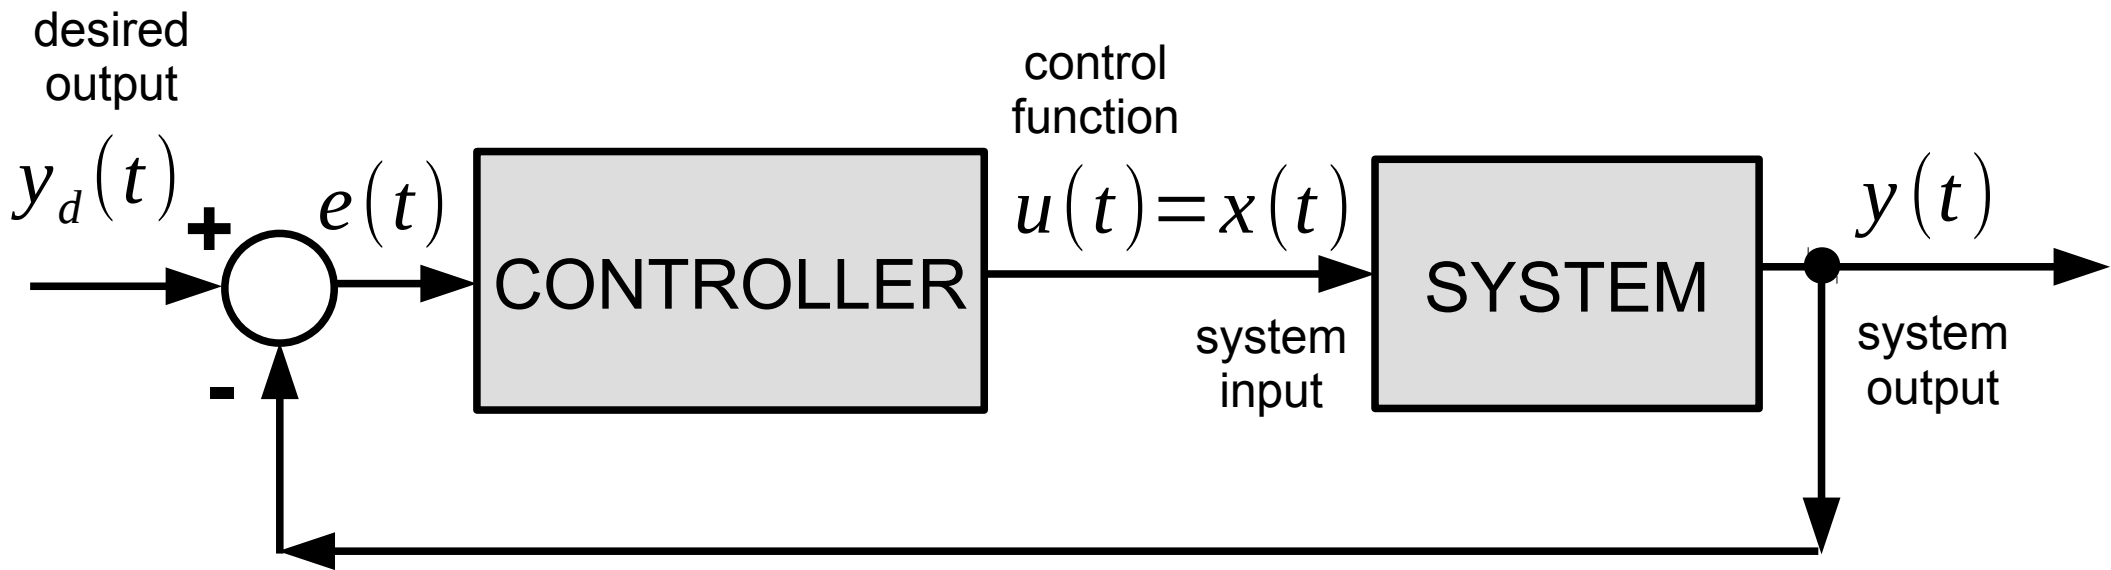 desired
output
y_d(t)
+
-
e(t)
CONTROLLER
control
function
u(t)=x(t)
system
input
SYSTEM
y(t)
system
output